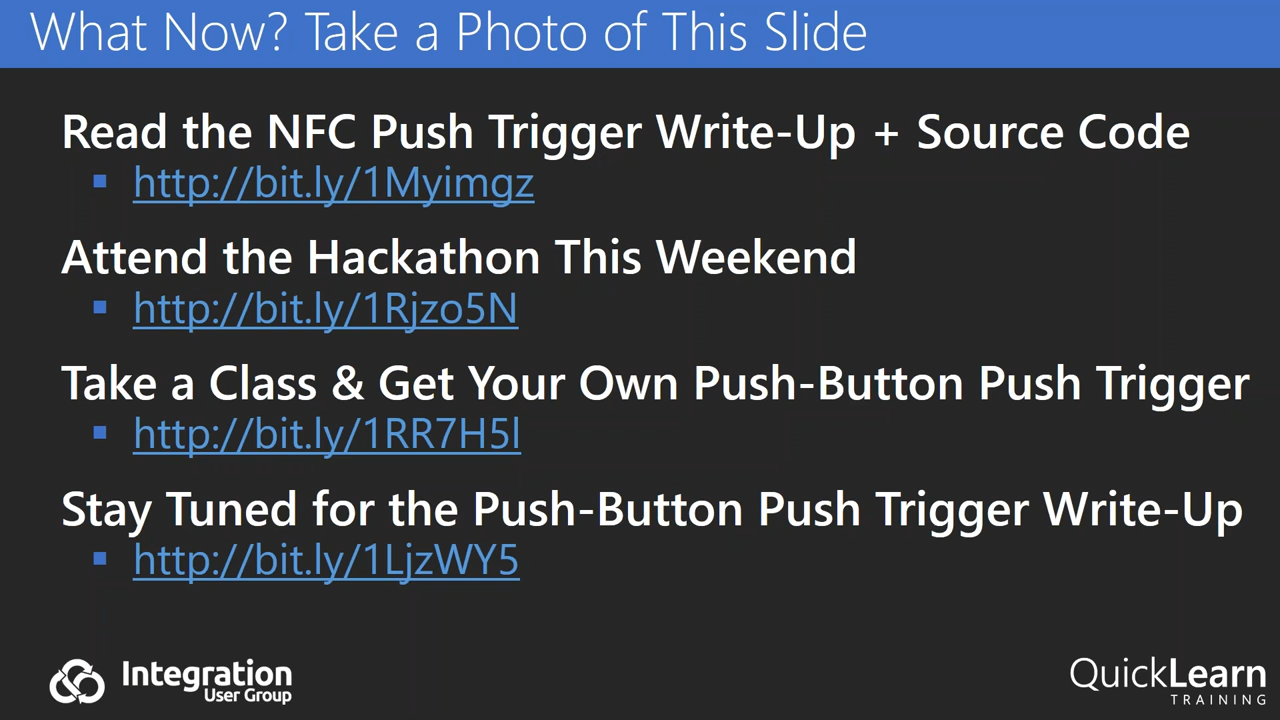 What Now? Take a Photo of This Slide
Read the NFC Push Trigger Write-Up + Source Code
▪ http://bit.ly/1Myimgz
Attend the Hackathon This Weekend
▪ http://bit.ly/1Rjzo5N
Take a Class & Get Your Own Push-Button Push Trigger
▪ http://bit.ly/1RR7H5l
Stay Tuned for the Push-Button Push Trigger Write-Up
▪ http://bit.ly/1LjzWY5
Integration
User Group
QuickLearn
TRAINING